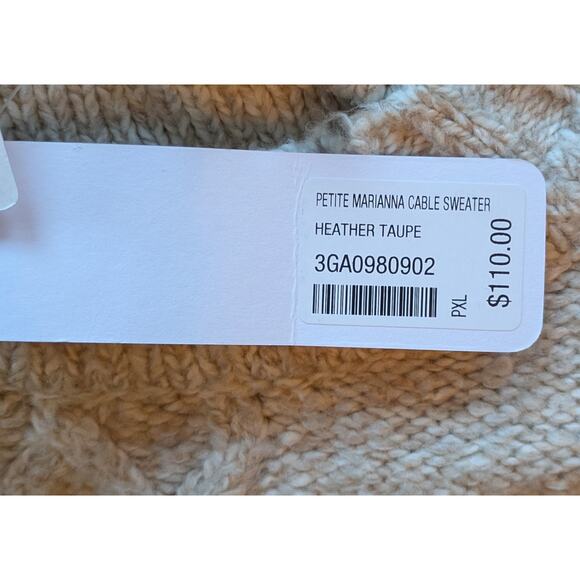 PETITE MARIANNA CABLE SWEATER
HEATHER TAUPE
3GA0980902
PXL
$110.00